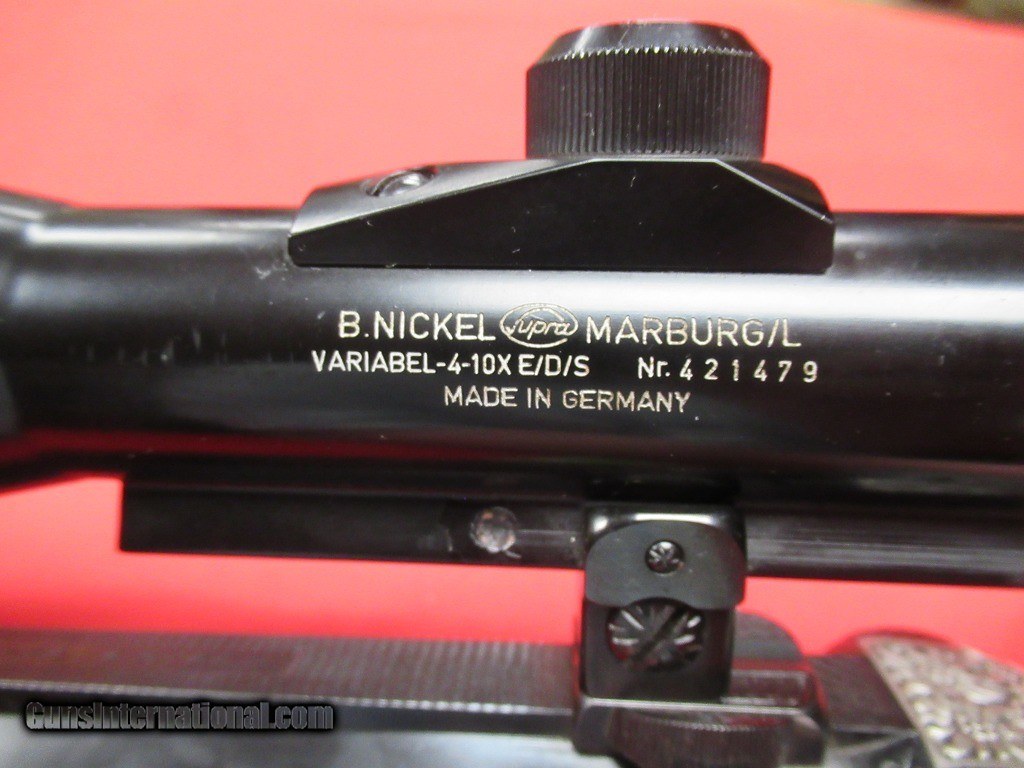 B.NICKEL Supra MARBURG/L
VARIABEL-4-10X E/D/S Nr. 421479
MADE IN GERMANY
GunsInternational.com